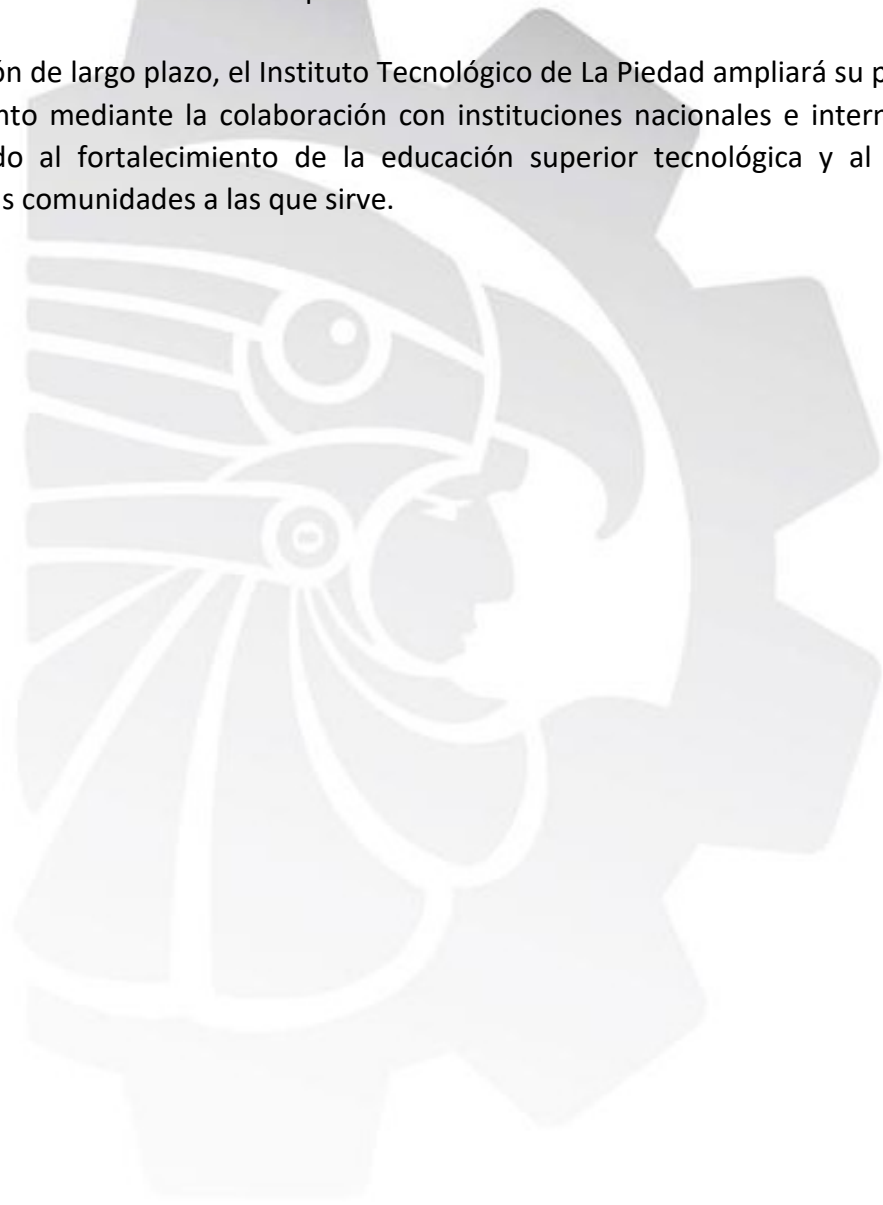 ón de largo plazo, el Instituto Tecnológico de La Piedad ampliará su p
nto mediante la colaboración con instituciones nacionales e interr
do al fortalecimiento de la educación superior tecnológica y al
s comunidades a las que sirve.